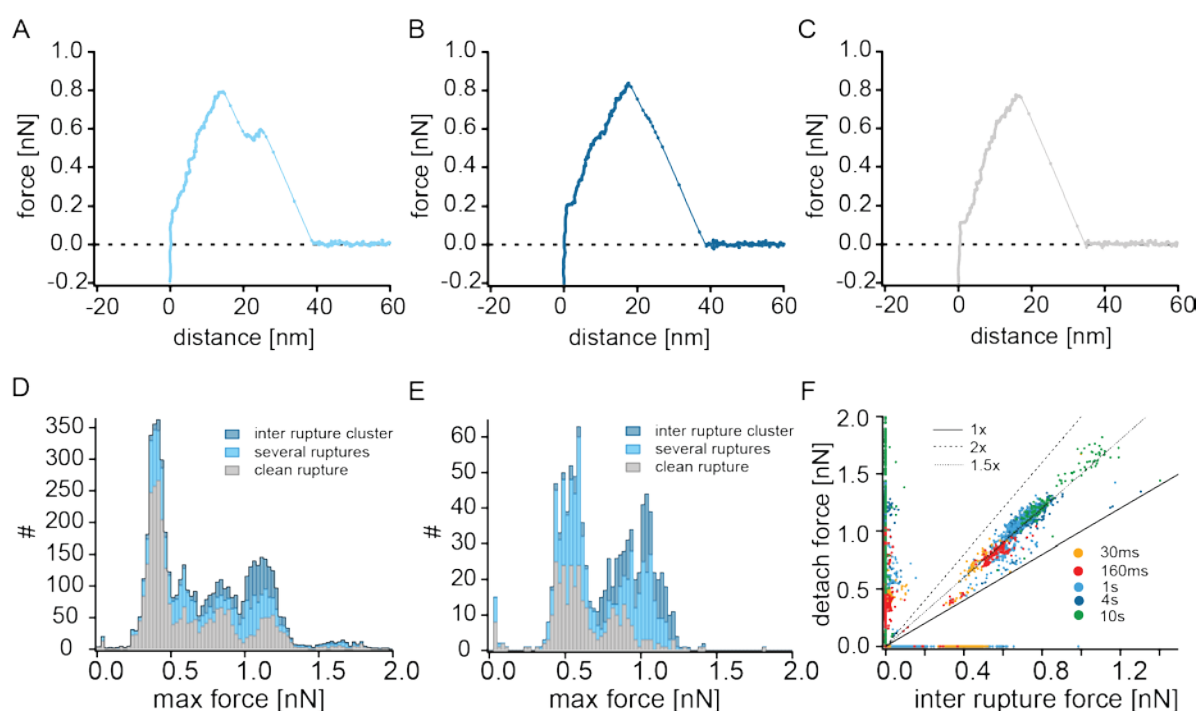 A
B
C
1.0
0.8
0.6
0.4
0.2
0.0
-0.2
force [nN]
-20 0 20 40 60
distance [nm]
1.0
0.8
0.6
0.4
0.2
0.0
-0.2
force [nN]
-20 0 20 40 60
distance [nm]
1.0
0.8
0.6
0.4
0.2
0.0
-0.2
force [nN]
-20 0 20 40 60
distance [nm]
D
350
300
250
200
150
100
50
0
#
inter rupture cluster
several ruptures
clean rupture
0.0 0.5 1.0 1.5 2.0
max force [nN]
E
60
50
40
30
20
10
0
#
inter rupture cluster
several ruptures
clean rupture
0.0 0.5 1.0 1.5 2.0
max force [nN]
F
2.0
1.5
1.0
0.5
0.0
detach force [nN]
1x
2x
1.5x
30ms
160ms
1s
4s
10s
0.0 0.4 0.8 1.2
inter rupture force [nN]